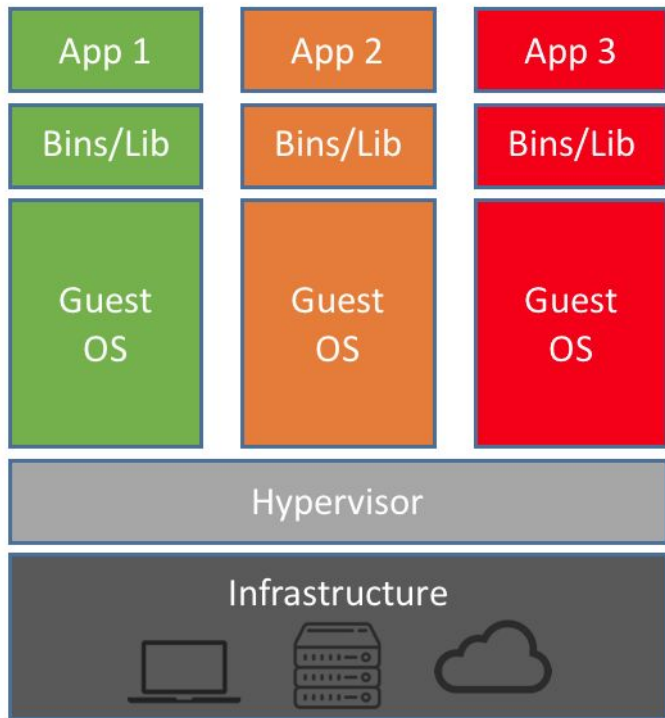 App 1
App 2
App 3
Bins/Lib
Bins/Lib
Bins/Lib
Guest
OS
Guest
OS
Guest
OS
Hypervisor
Infrastructure